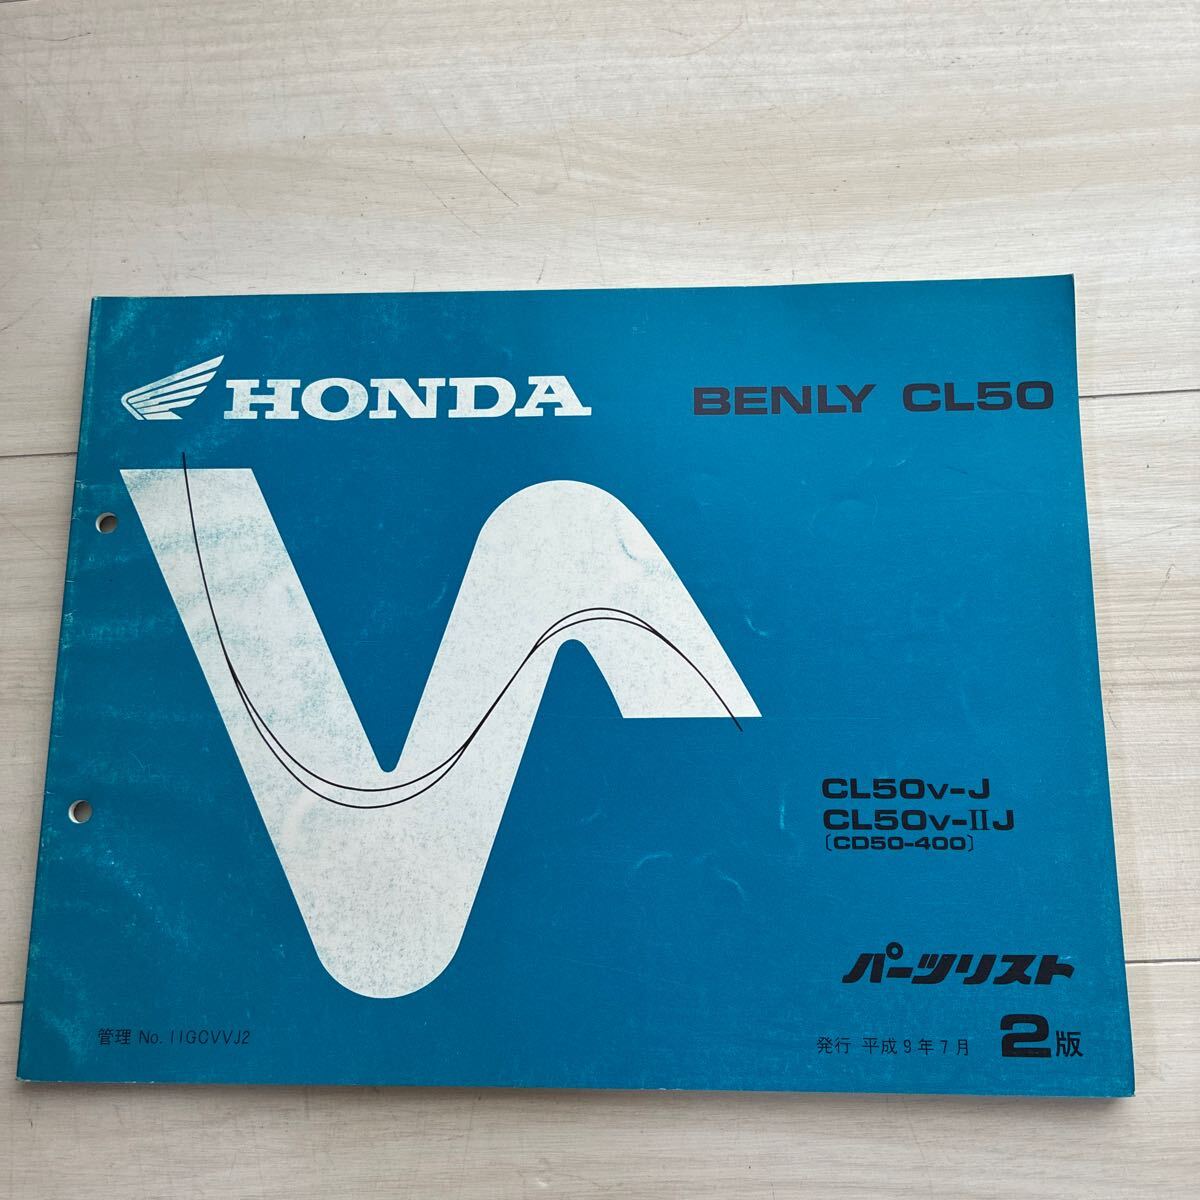 HONDA
BENLY CL50
CL50V-J
CL50V-ⅡJ
〔CD50-400〕
パーツリスト
管理 No. 11GCVVJ2
発行 平成9年7月 2版